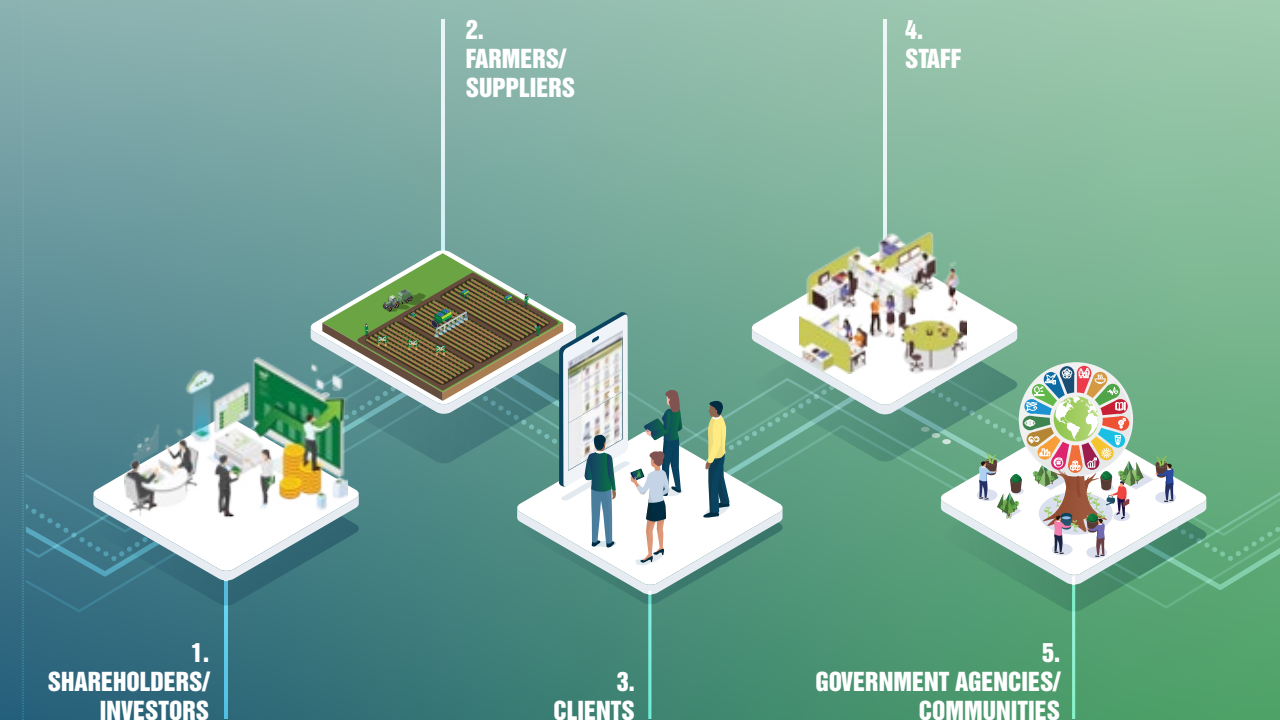 2.
FARMERS/
SUPPLIERS
4.
STAFF
1.
SHAREHOLDERS/
INVESTORS
3.
CLIENTS
5.
GOVERNMENT AGENCIES/
COMMUNITIES